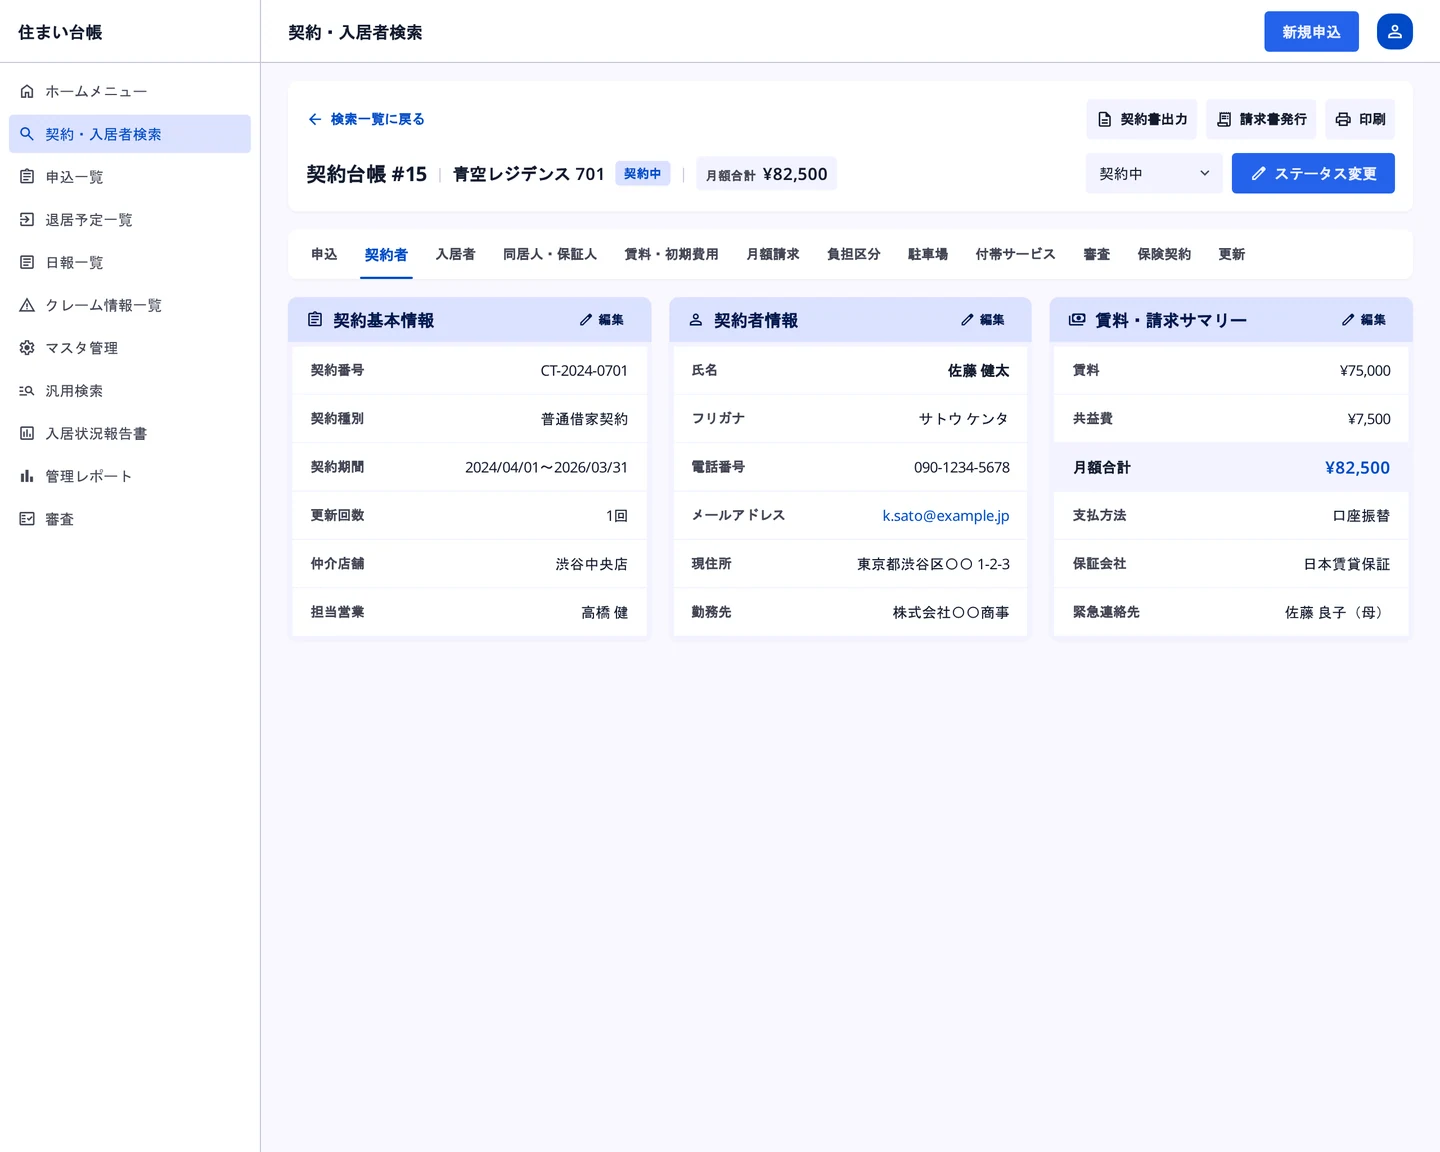 住まい台帳
契約・入居者検索
新規申込
ホームメニュー
契約・入居者検索
申込一覧
退居予定一覧
日報一覧
クレーム情報一覧
マスタ管理
汎用検索
入居状況報告書
管理レポート
審査
検索一覧に戻る
契約書出力
請求書発行
印刷
契約台帳 #15
青空レジデンス 701
契約中
月額合計 ¥82,500
契約中
ステータス変更
申込 契約者 入居者 同居人・保証人 賃料・初期費用 月額請求 負担区分 駐車場 付帯サービス 審査 保険契約 更新
契約基本情報 編集
契約番号 CT-2024-0701
契約種別 普通借家契約
契約期間 2024/04/01～2026/03/31
更新回数 1回
仲介店舗 渋谷中央店
担当営業 高橋 健
契約者情報 編集
氏名 佐藤 健太
フリガナ サトウ ケンタ
電話番号 090-1234-5678
メールアドレス k.sato@example.jp
現住所 東京都渋谷区〇〇 1-2-3
勤務先 株式会社〇〇商事
賃料・請求サマリー 編集
賃料 ¥75,000
共益費 ¥7,500
月額合計 ¥82,500
支払方法 口座振替
保証会社 日本賃貸保証
緊急連絡先 佐藤 良子（母）